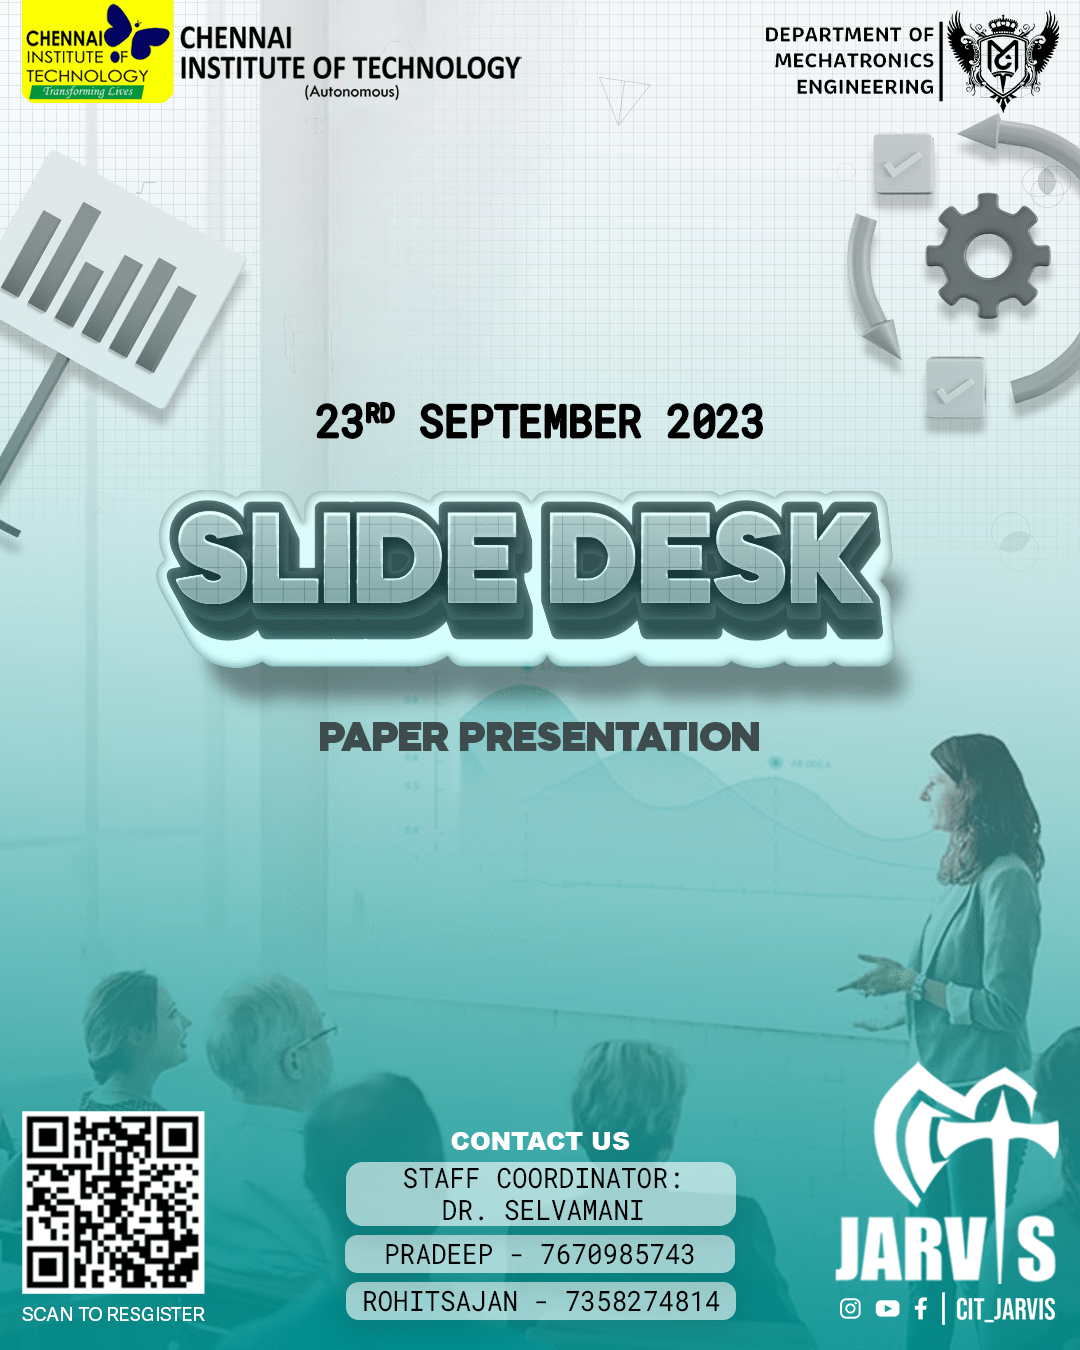 CHENNAI
INSTITUTE OF
TECHNOLOGY
Transforming Lives
CHENNAI
INSTITUTE OF TECHNOLOGY
(Autonomous)
DEPARTMENT OF
MECHATRONICS
ENGINEERING
23RD SEPTEMBER 2023
SLIDE DESK
PAPER PRESENTATION
CONTACT US
STAFF COORDINATOR:
DR. SELVAMANI
PRADEEP - 7670985743
ROHITSAJAN - 7358274814
SCAN TO RESGISTER
JARVIS
CIT_JARVIS